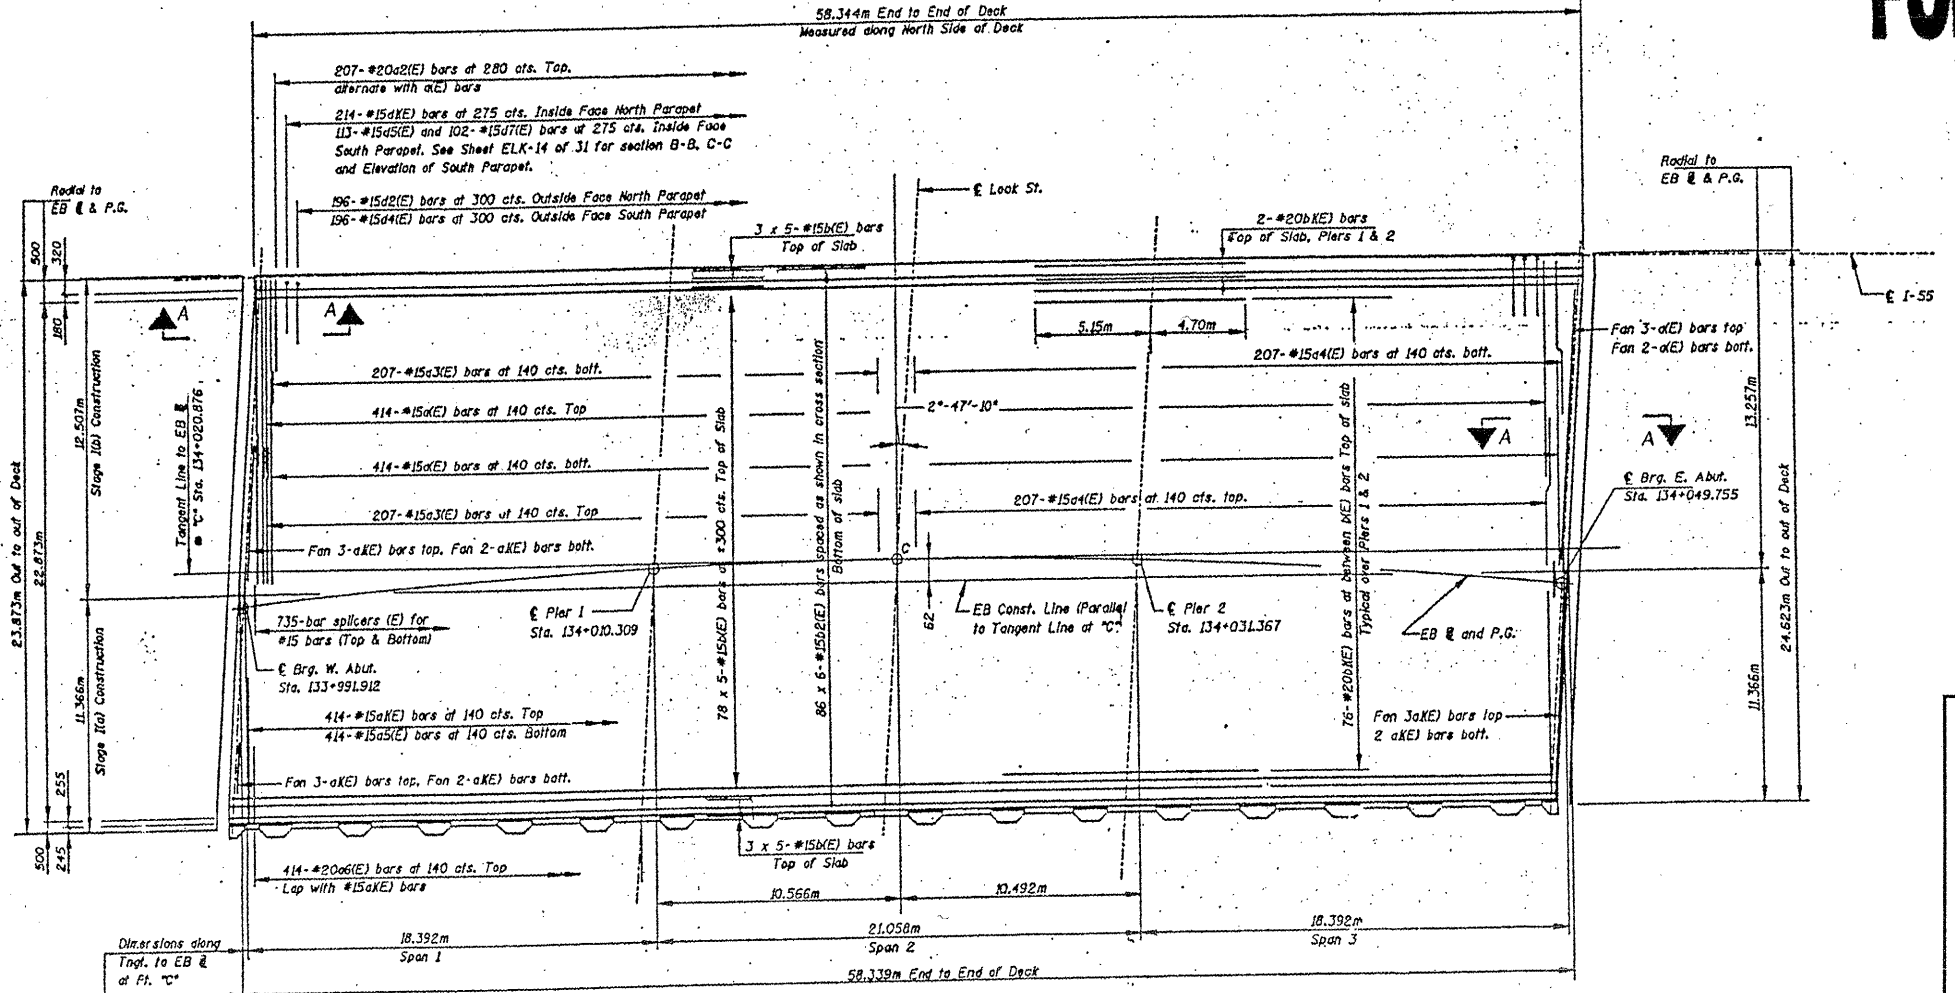 58.344m End to End of Deck
Measured along North Side of Deck
207-#20a2(E) bars at 280 cts. Top.
alternate with a(E) bars
214-#15d1(E) bars at 275 cts. Inside Face North Parapet
113-#15d5(E) and 102-#15d7(E) bars at 275 cts. Inside Face
South Parapet. See Sheet ELK-14 of 31 for section B-B, C-C
and Elevation of South Parapet.
196-#15d2(E) bars at 300 cts. Outside Face North Parapet
196-#15d4(E) bars at 300 cts. Outside Face South Parapet
Radial to
EB ⅊ & P.G.
500
320
180
3 x 5-#15b(E) bars
Top of Slab
℄ Look St.
2-#20b1(E) bars
Top of Slab, Piers 1 & 2
Radial to
EB ⅊ & P.G.
℄ I-55
A
A
5.15m
4.70m
Fan 3-a(E) bars top
Fan 2-a(E) bars bott.
207-#15a3(E) bars at 140 cts. bott.
207-#15a4(E) bars at 140 cts. bott.
414-#15a(E) bars at 140 cts. Top
2°-47'-10"
A
A
414-#15a(E) bars at 140 cts. bott.
207-#15a3(E) bars at 140 cts. Top
207-#15a4(E) bars at 140 cts. top.
℄ Brg. E. Abut.
Sta. 134+049.755
Fan 3-a1(E) bars top, Fan 2-a1(E) bars bott.
Tangent Line to EB ⅊
@ "C" Sta. 134+020.876
23.873m Out to out of Deck
22.873m
12.507m
Stage I(b) Construction
11.366m
Stage I(a) Construction
78 x 5-#15b(E) bars at ±300 cts. Top of Slab
86 x 6-#15b2(E) bars spaced as shown in cross section
Bottom of slab
76-#20b1(E) bars at between b(E) bars Top of slab
Typical over Piers 1 & 2
13.257m
11.366m
24.623m Out to out of Deck
C
62
735-bar splicers (E) for
#15 bars (Top & Bottom)
℄ Pier 1
Sta. 134+010.309
EB Const. Line (Parallel
to Tangent Line at "C"
℄ Pier 2
Sta. 134+031.367
EB ⅊ and P.G.
℄ Brg. W. Abut.
Sta. 133+991.912
414-#15a1(E) bars at 140 cts. Top
414-#15a5(E) bars at 140 cts. Bottom
Fan 3a1(E) bars top
2 a1(E) bars bott.
Fan 3-a1(E) bars top, Fan 2-a1(E) bars bott.
255
500
245
3 x 5-#15b(E) bars
Top of Slab
414-#20a6(E) bars at 140 cts. Top
Lap with #15a1(E) bars
10.566m
10.492m
Dimensions along
Tngt. to EB ⅊
at Pt. "C"
18.392m
Span 1
21.058m
Span 2
18.392m
Span 3
58.339m End to End of Deck